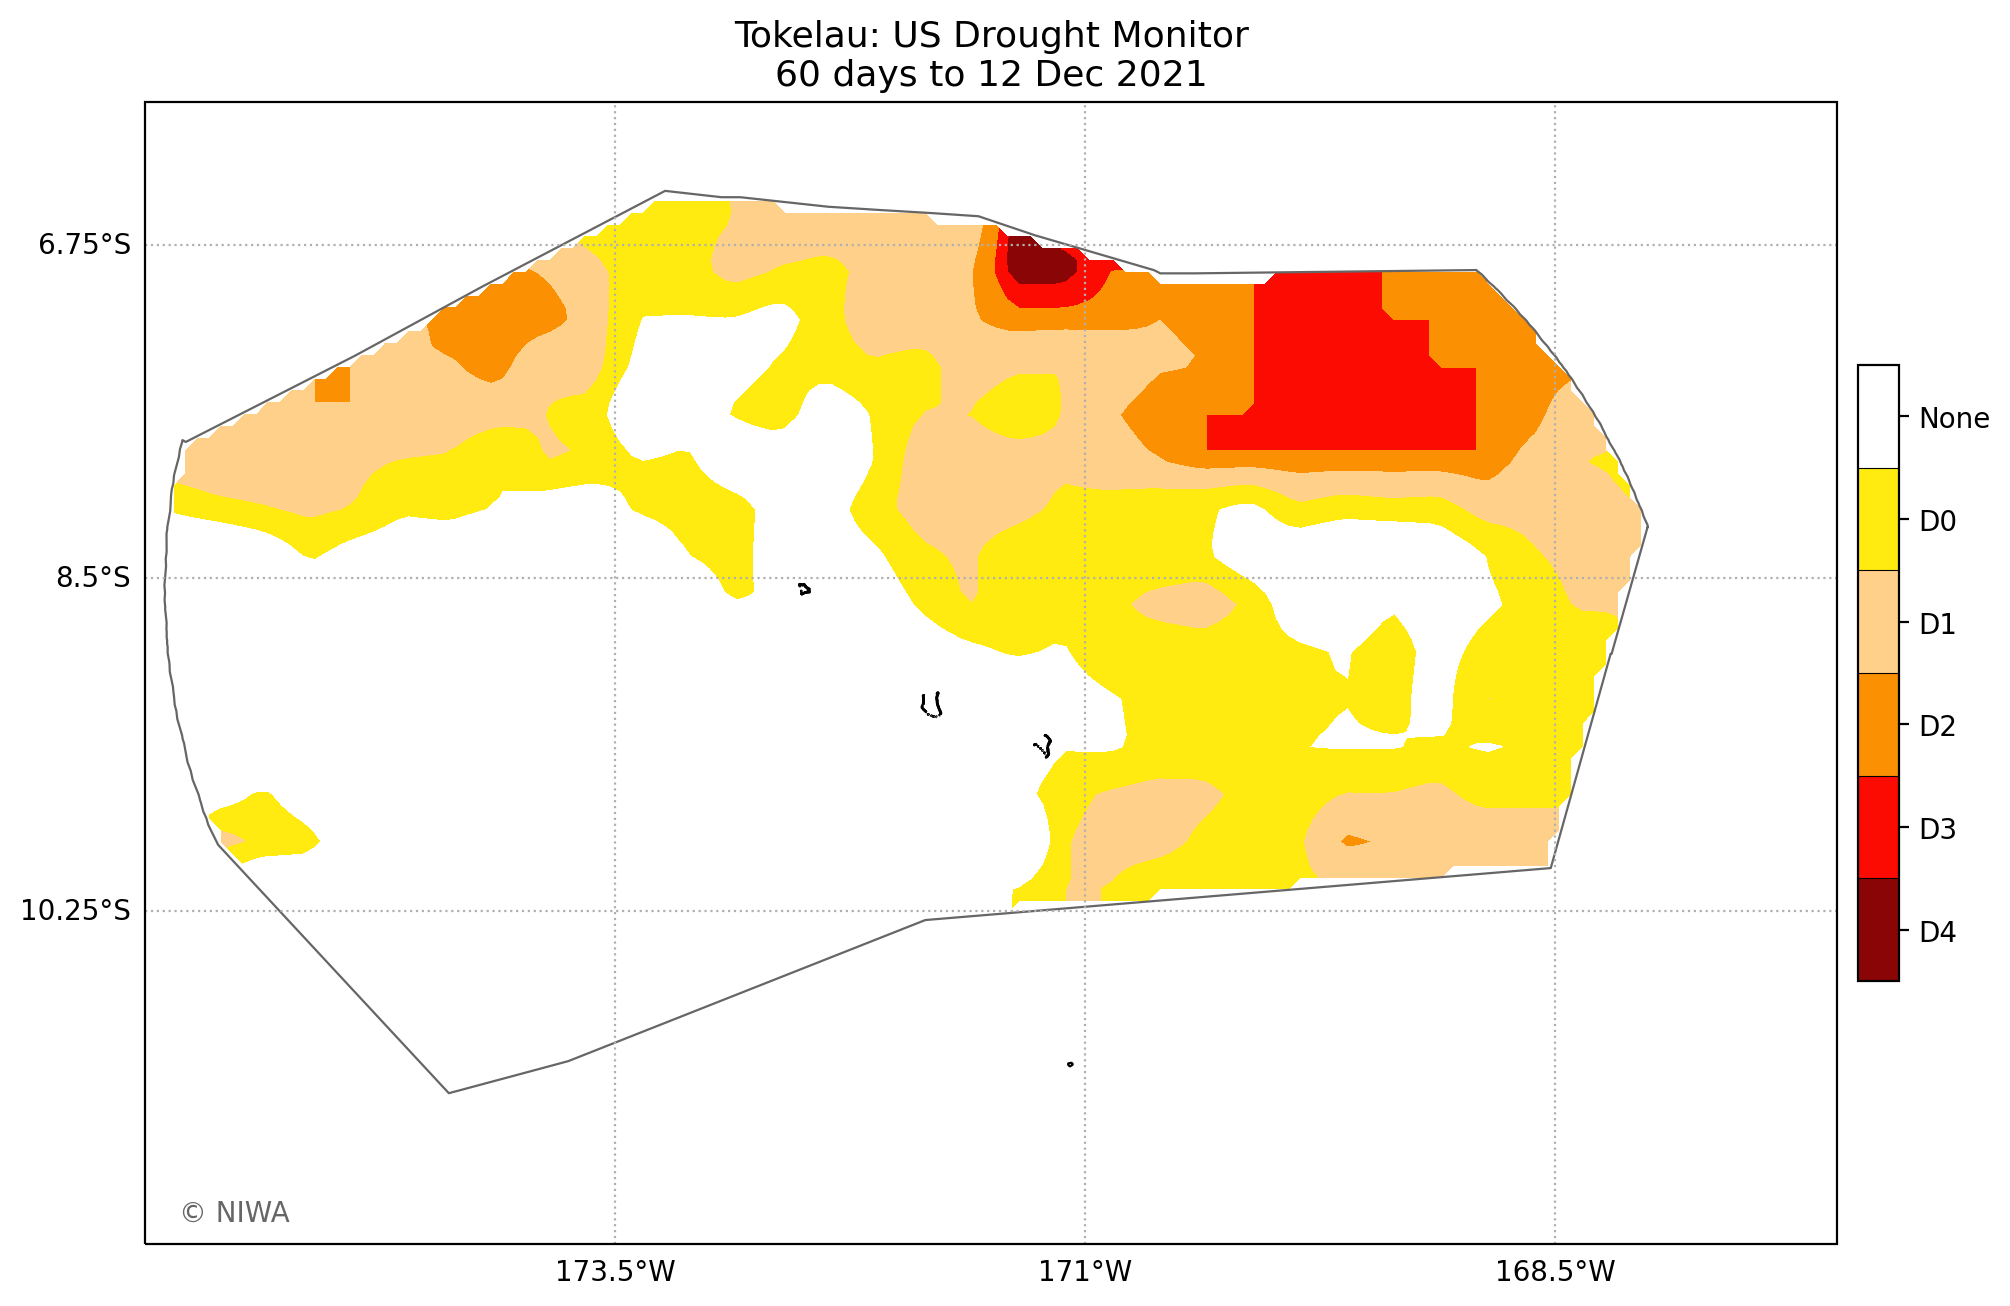 Tokelau: US Drought Monitor
60 days to 12 Dec 2021
6.75°S
8.5°S
10.25°S
173.5°W
171°W
168.5°W
None
D0
D1
D2
D3
D4
© NIWA